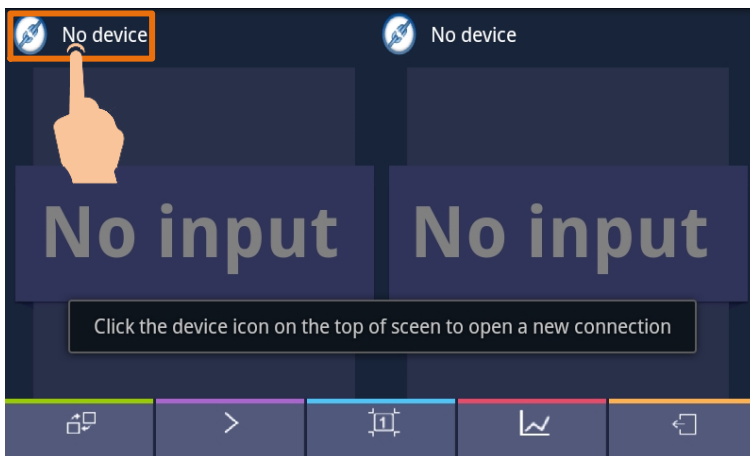 No device
No device
No input
No input
Click the device icon on the top of sceen to open a new connection
1